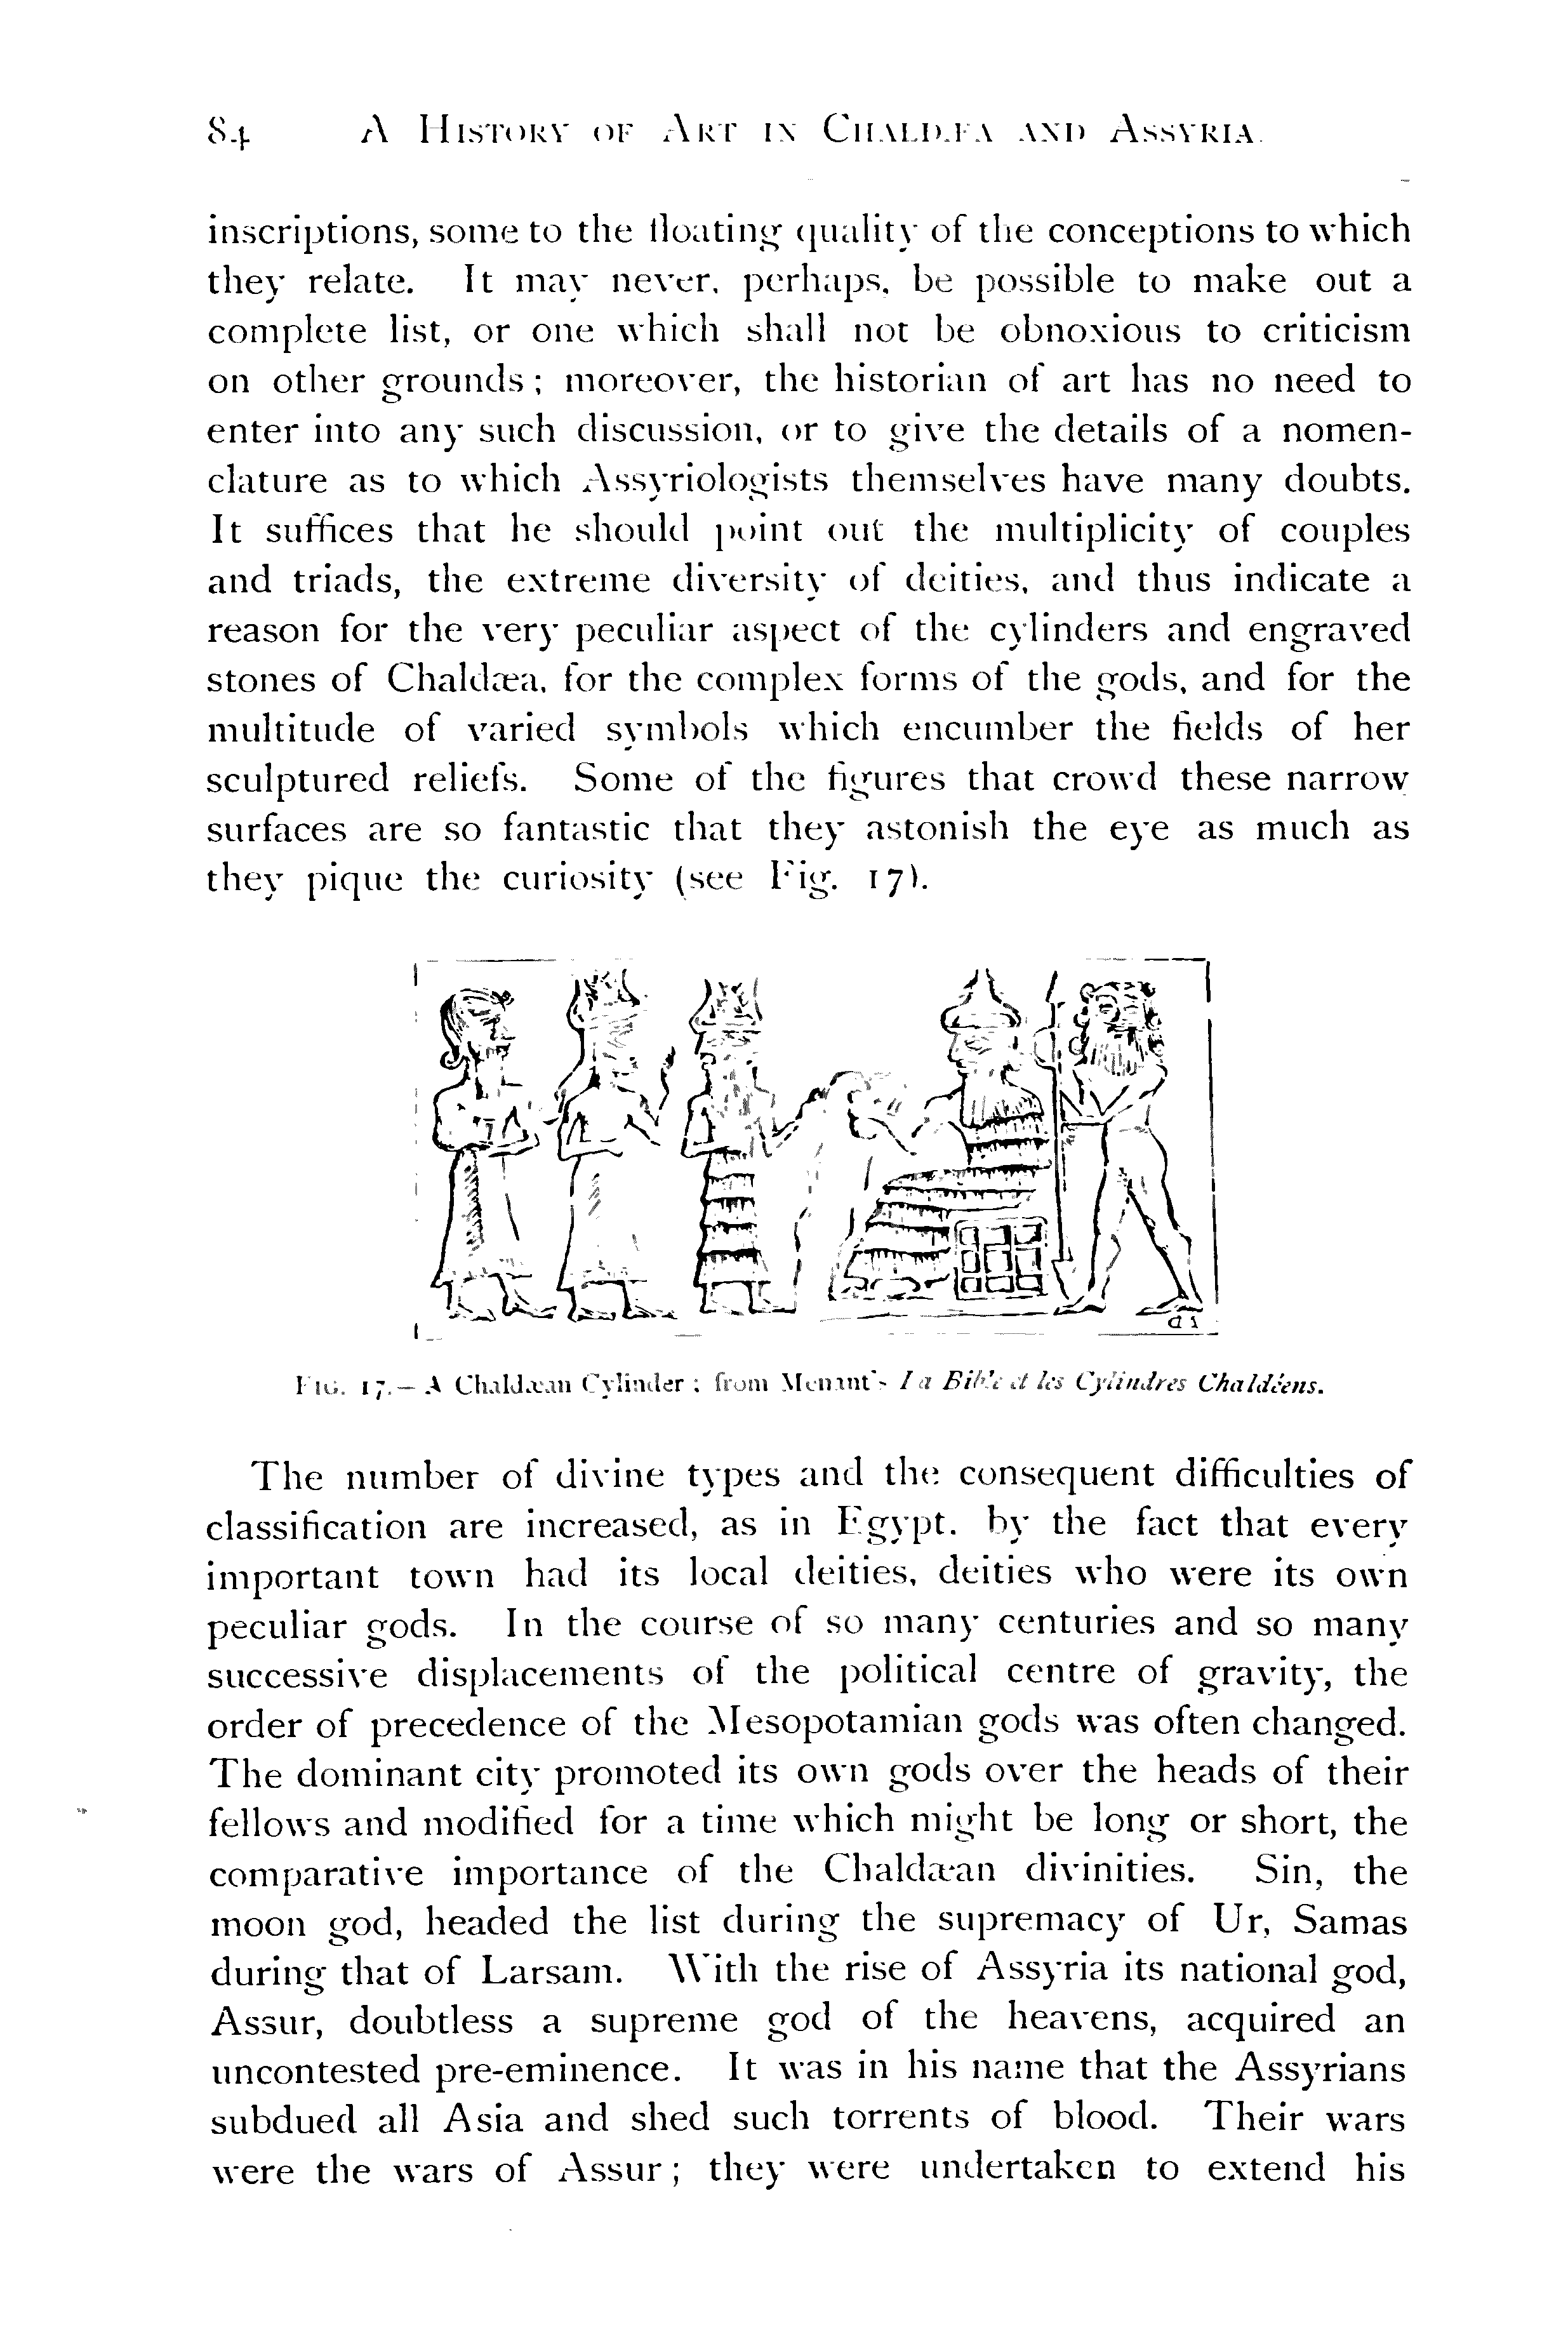 84 A History of Art in Chaldæa and Assyria.
inscriptions, some to the floating quality of the conceptions to which
they relate. It may never, perhaps, be possible to make out a
complete list, or one which shall not be obnoxious to criticism
on other grounds; moreover, the historian of art has no need to
enter into any such discussion, or to give the details of a nomen-
clature as to which Assyriologists themselves have many doubts.
It suffices that he should point out the multiplicity of couples
and triads, the extreme diversity of deities, and thus indicate a
reason for the very peculiar aspect of the cylinders and engraved
stones of Chaldæa, for the complex forms of the gods, and for the
multitude of varied symbols which encumber the fields of her
sculptured reliefs. Some of the figures that crowd these narrow
surfaces are so fantastic that they astonish the eye as much as
they pique the curiosity (see Fig. 17).
Fig. 17.—A Chaldæan Cylinder; from Menant's La Bible et les Cylindres Chaldéens.
The number of divine types and the consequent difficulties of
classification are increased, as in Egypt, by the fact that every
important town had its local deities, deities who were its own
peculiar gods. In the course of so many centuries and so many
successive displacements of the political centre of gravity, the
order of precedence of the Mesopotamian gods was often changed.
The dominant city promoted its own gods over the heads of their
fellows and modified for a time which might be long or short, the
comparative importance of the Chaldæan divinities. Sin, the
moon god, headed the list during the supremacy of Ur, Samas
during that of Larsam. With the rise of Assyria its national god,
Assur, doubtless a supreme god of the heavens, acquired an
uncontested pre-eminence. It was in his name that the Assyrians
subdued all Asia and shed such torrents of blood. Their wars
were the wars of Assur; they were undertaken to extend his